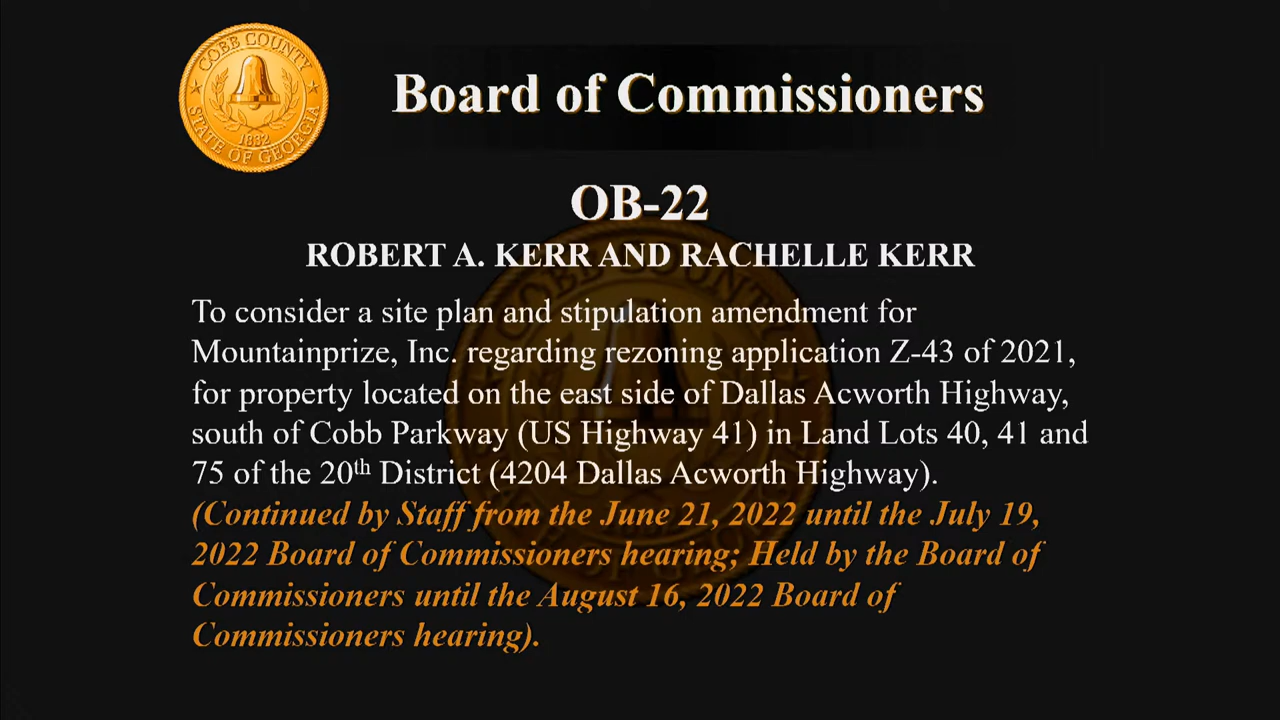 COBB COUNTY
1832
STATE OF GEORGIA
Board of Commissioners
OB-22
ROBERT A. KERR AND RACHELLE KERR
To consider a site plan and stipulation amendment for
Mountainprize, Inc. regarding rezoning application Z-43 of 2021,
for property located on the east side of Dallas Acworth Highway,
south of Cobb Parkway (US Highway 41) in Land Lots 40, 41 and
75 of the 20th District (4204 Dallas Acworth Highway).
(Continued by Staff from the June 21, 2022 until the July 19,
2022 Board of Commissioners hearing; Held by the Board of
Commissioners until the August 16, 2022 Board of
Commissioners hearing).